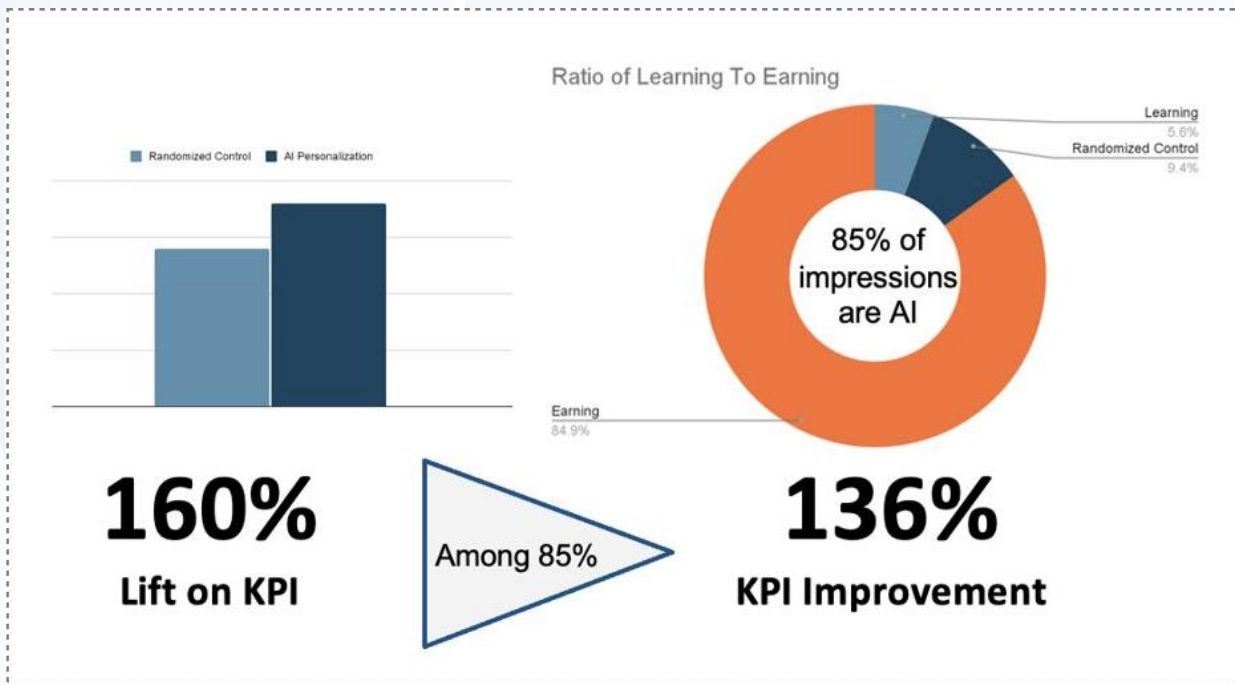 Ratio of Learning To Earning
Randomized Control
AI Personalization
Learning
5.6%
Randomized Control
9.4%
85% of
impressions
are AI
Earning
84.9%
160%
Lift on KPI
Among 85%
136%
KPI Improvement